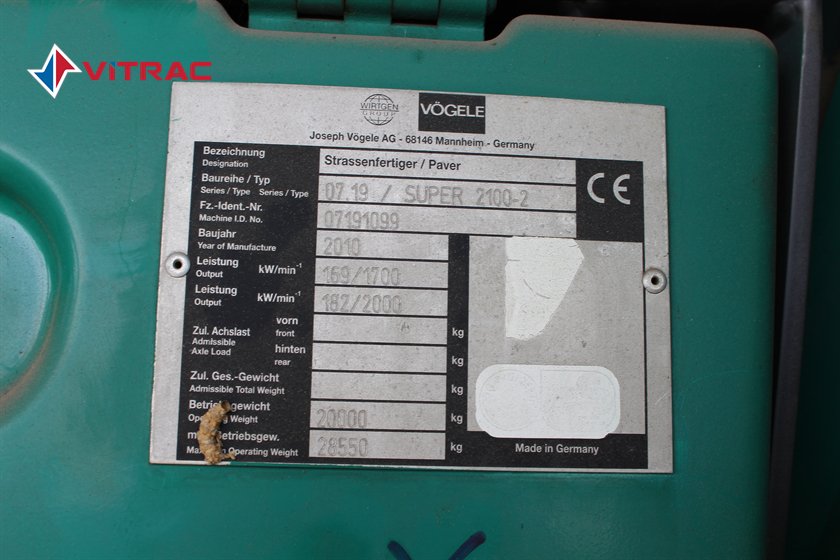 ViTRAC
WIRTGEN GROUP
VÖGELE
Joseph Vögele AG - 68146 Mannheim - Germany
Bezeichnung
Designation
Strassenfertiger / Paver
CE
Baureihe / Typ
Series / Type Series / Type
07.19 / SUPER 2100-2
Fz.-Ident.-Nr.
Machine I.D. No.
07191099
Baujahr
Year of Manufacture
2010
Leistung
Output
kW/min⁻¹
169/1700
Leistung
Output
kW/min⁻¹
182/2000
Zul. Achslast
Admissible
Axle Load
vorn
front
kg
hinten
rear
kg
Zul. Ges.-Gewicht
Admissible Total Weight
kg
Operating Weight
20900
kg
28550
kg
Made in Germany